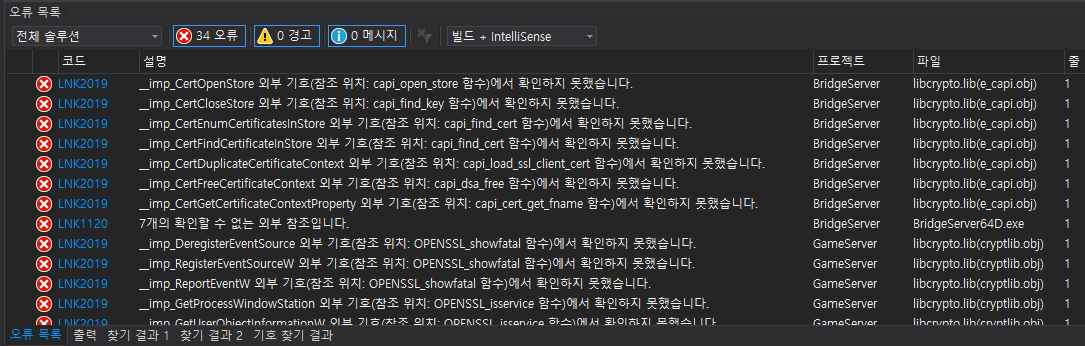 오류 목록
전체 솔루션 34 오류 0 경고 0 메시지 빌드 + IntelliSense
코드 설명 프로젝트 파일 줄
LNK2019 __imp_CertOpenStore 외부 기호(참조 위치: capi_open_store 함수)에서 확인하지 못했습니다. BridgeServer libcrypto.lib(e_capi.obj) 1
LNK2019 __imp_CertCloseStore 외부 기호(참조 위치: capi_find_key 함수)에서 확인하지 못했습니다. BridgeServer libcrypto.lib(e_capi.obj) 1
LNK2019 __imp_CertEnumCertificatesInStore 외부 기호(참조 위치: capi_find_cert 함수)에서 확인하지 못했습니다. BridgeServer libcrypto.lib(e_capi.obj) 1
LNK2019 __imp_CertFindCertificateInStore 외부 기호(참조 위치: capi_find_cert 함수)에서 확인하지 못했습니다. BridgeServer libcrypto.lib(e_capi.obj) 1
LNK2019 __imp_CertDuplicateCertificateContext 외부 기호(참조 위치: capi_load_ssl_client_cert 함수)에서 확인하지 못했습니다. BridgeServer libcrypto.lib(e_capi.obj) 1
LNK2019 __imp_CertFreeCertificateContext 외부 기호(참조 위치: capi_dsa_free 함수)에서 확인하지 못했습니다. BridgeServer libcrypto.lib(e_capi.obj) 1
LNK2019 __imp_CertGetCertificateContextProperty 외부 기호(참조 위치: capi_cert_get_fname 함수)에서 확인하지 못했습니다. BridgeServer libcrypto.lib(e_capi.obj) 1
LNK1120 7개의 확인할 수 없는 외부 참조입니다. BridgeServer BridgeServer64D.exe 1
LNK2019 __imp_DeregisterEventSource 외부 기호(참조 위치: OPENSSL_showfatal 함수)에서 확인하지 못했습니다. GameServer libcrypto.lib(cryptlib.obj) 1
LNK2019 __imp_RegisterEventSourceW 외부 기호(참조 위치: OPENSSL_showfatal 함수)에서 확인하지 못했습니다. GameServer libcrypto.lib(cryptlib.obj) 1
LNK2019 __imp_ReportEventW 외부 기호(참조 위치: OPENSSL_showfatal 함수)에서 확인하지 못했습니다. GameServer libcrypto.lib(cryptlib.obj) 1
LNK2019 __imp_GetProcessWindowStation 외부 기호(참조 위치: OPENSSL_isservice 함수)에서 확인하지 못했습니다. GameServer libcrypto.lib(cryptlib.obj) 1
LNK2019 __imp_GetUserObjectInformationW 외부 기호(참조 위치: OPENSSL_isservice 함수)에서 확인하지 못했습니다. GameServer libcrypto.lib(cryptlib.obj) 1
오류 목록 출력 찾기 결과 1 찾기 결과 2 기호 찾기 결과